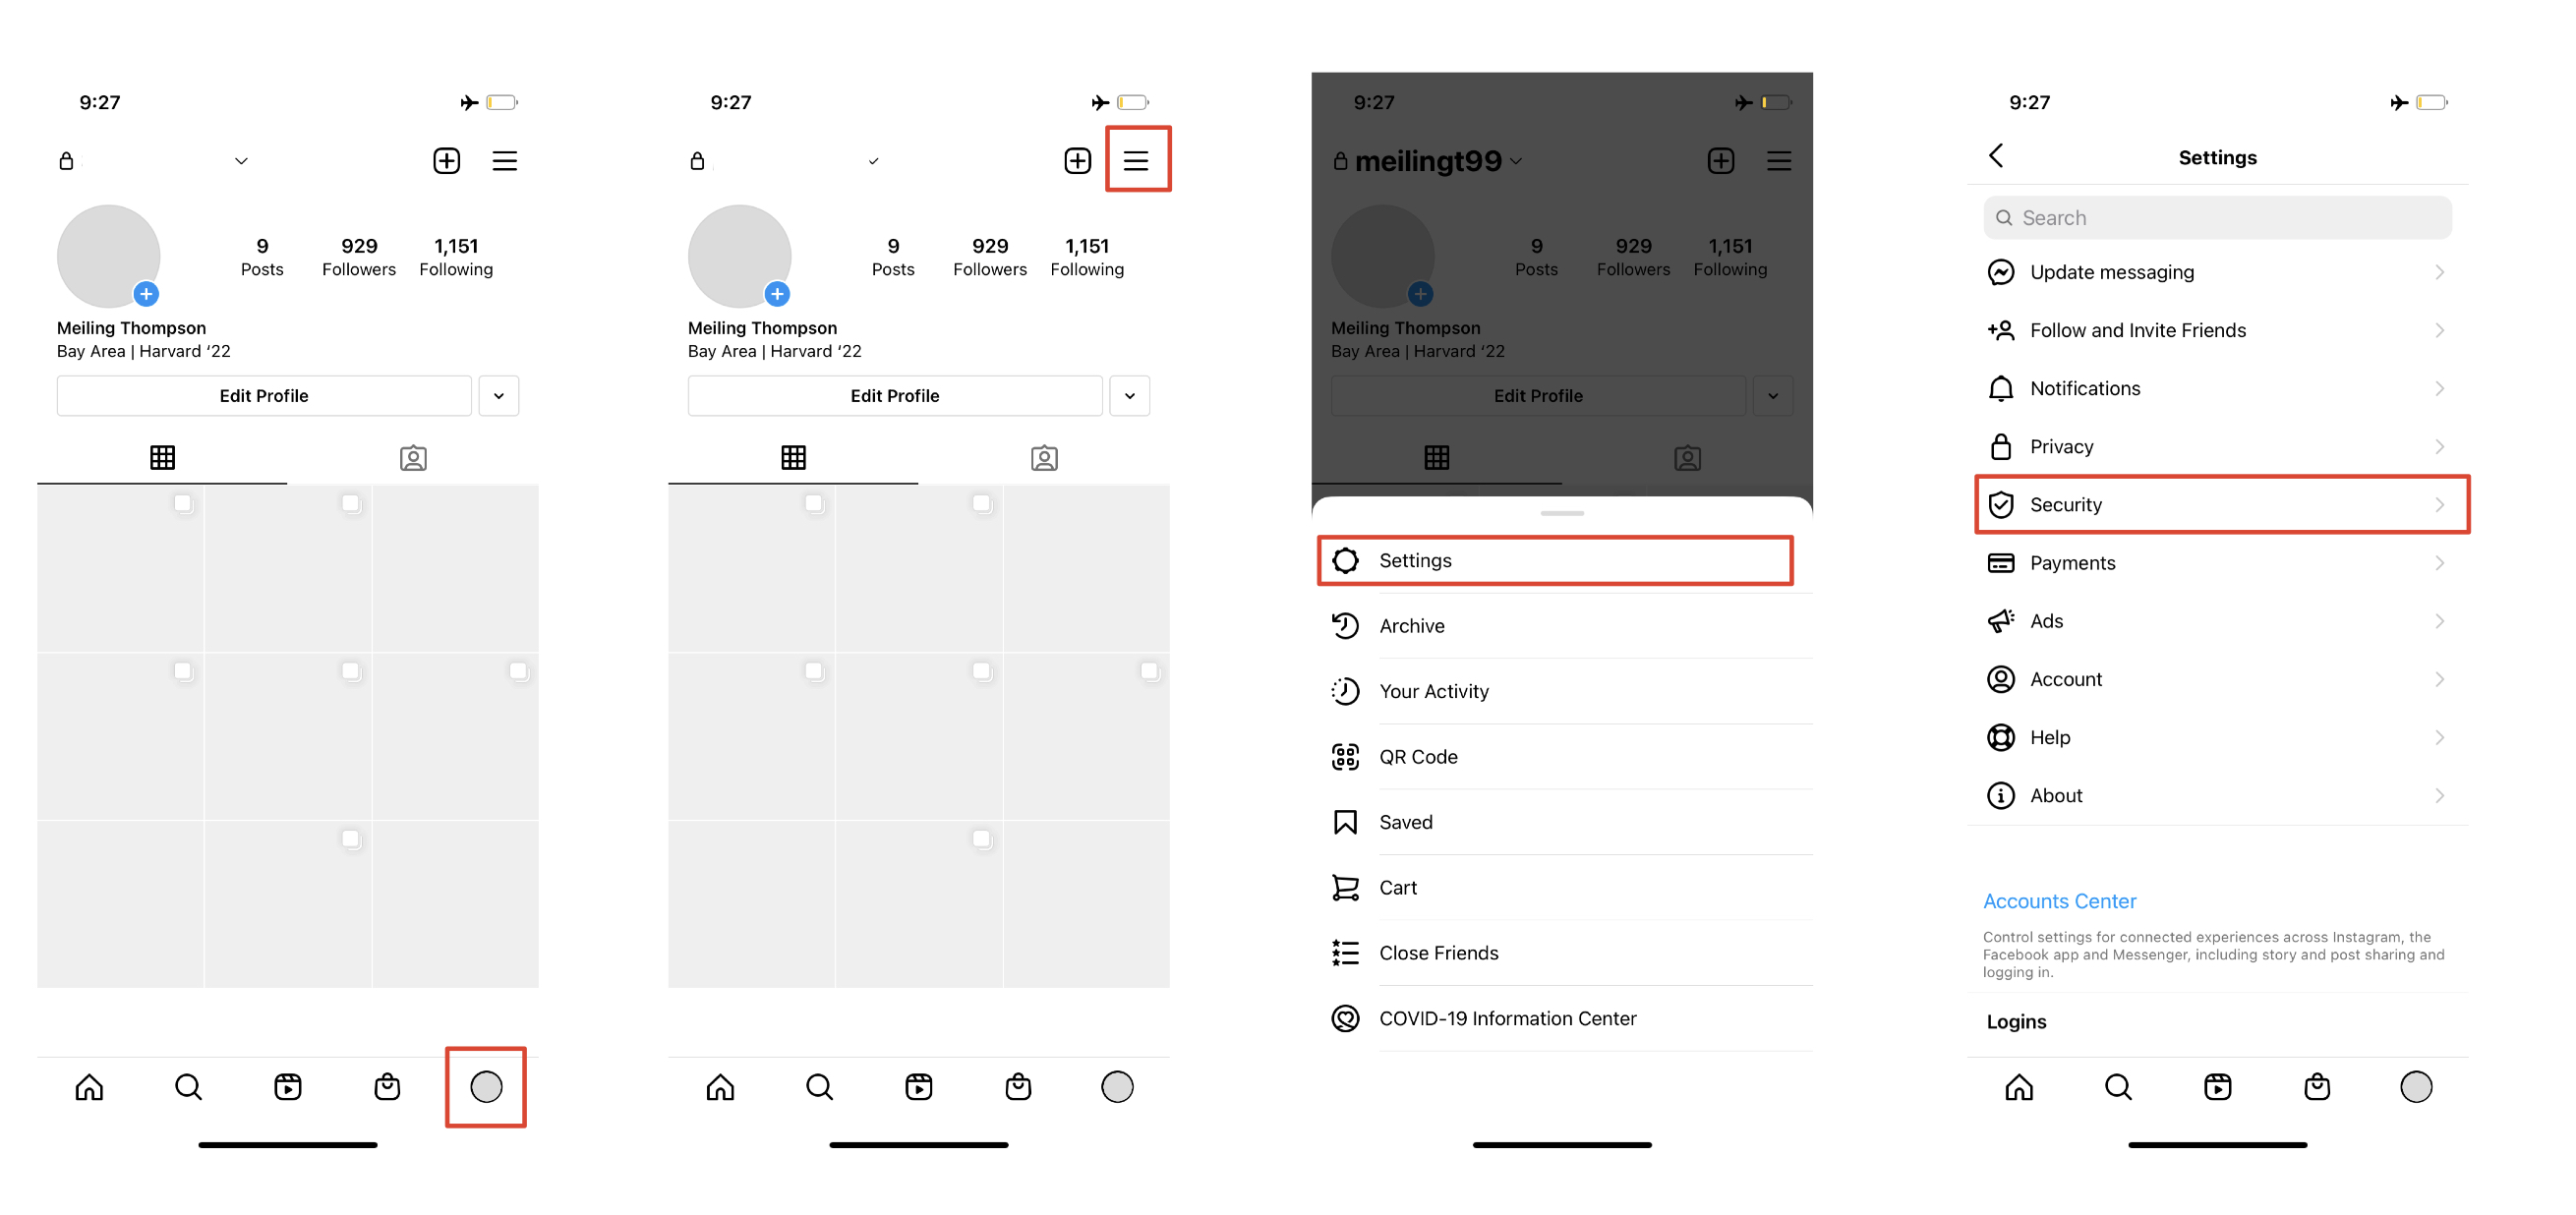 9:27
9
929
1,151
Posts
Followers
Following
Meiling Thompson
Bay Area | Harvard ‘22
Edit Profile
9:27
9
929
1,151
Posts
Followers
Following
Meiling Thompson
Bay Area | Harvard ‘22
Edit Profile
9:27
meilingt99
9
929
1,151
Posts
Followers
Following
Meiling Thompson
Bay Area | Harvard ‘22
Edit Profile
Settings
Archive
Your Activity
QR Code
Saved
Cart
Close Friends
COVID-19 Information Center
9:27
Settings
Search
Update messaging
Follow and Invite Friends
Notifications
Privacy
Security
Payments
Ads
Account
Help
About
Accounts Center
Control settings for connected experiences across Instagram, the
Facebook app and Messenger, including story and post sharing and
logging in.
Logins